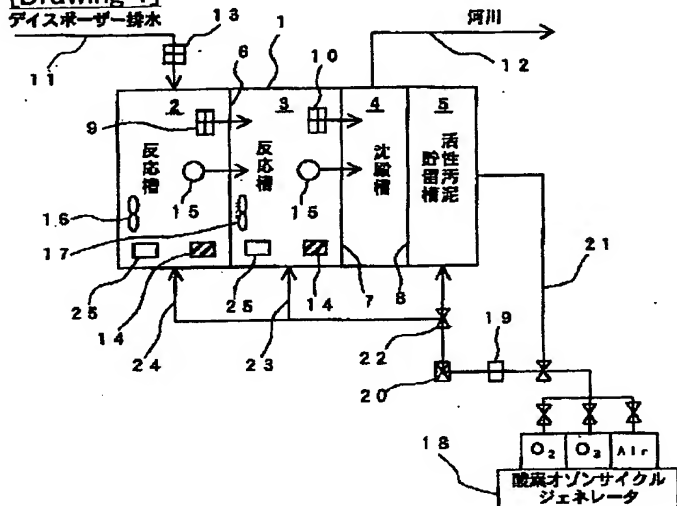 [Drawing 1]
ディスポーザー排水
13
1
河川
11
6
10
12
2
3
4
5
9
反応槽
反応槽
沈殿槽
活性汚泥
貯留槽
15
15
16
17
25
14
25
14
7
8
21
24
23
22
19
20
18
O₂
O₃
Air
酸素オゾンサイクル
ジェネレータ